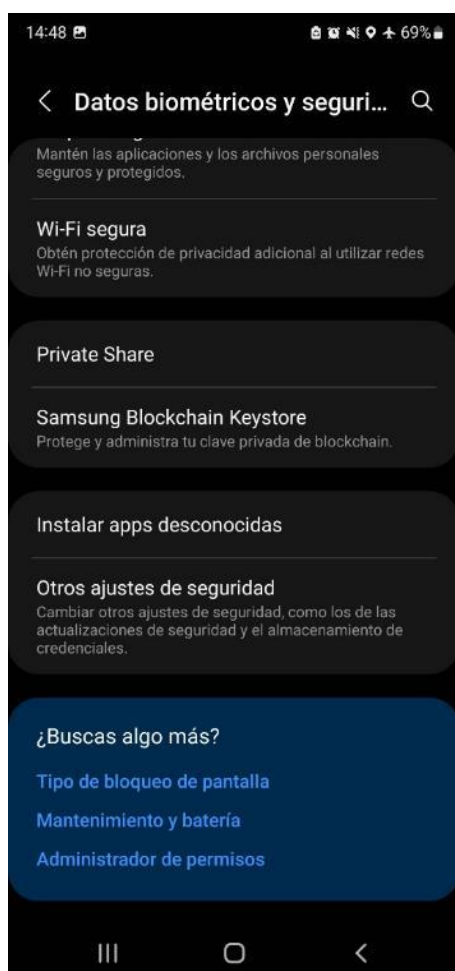 14:48
69%
Datos biométricos y seguri...
Mantén las aplicaciones y los archivos personales
seguros y protegidos.
Wi-Fi segura
Obtén protección de privacidad adicional al utilizar redes
Wi-Fi no seguras.
Private Share
Samsung Blockchain Keystore
Protege y administra tu clave privada de blockchain.
Instalar apps desconocidas
Otros ajustes de seguridad
Cambiar otros ajustes de seguridad, como los de las
actualizaciones de seguridad y el almacenamiento de
credenciales.
¿Buscas algo más?
Tipo de bloqueo de pantalla
Mantenimiento y batería
Administrador de permisos